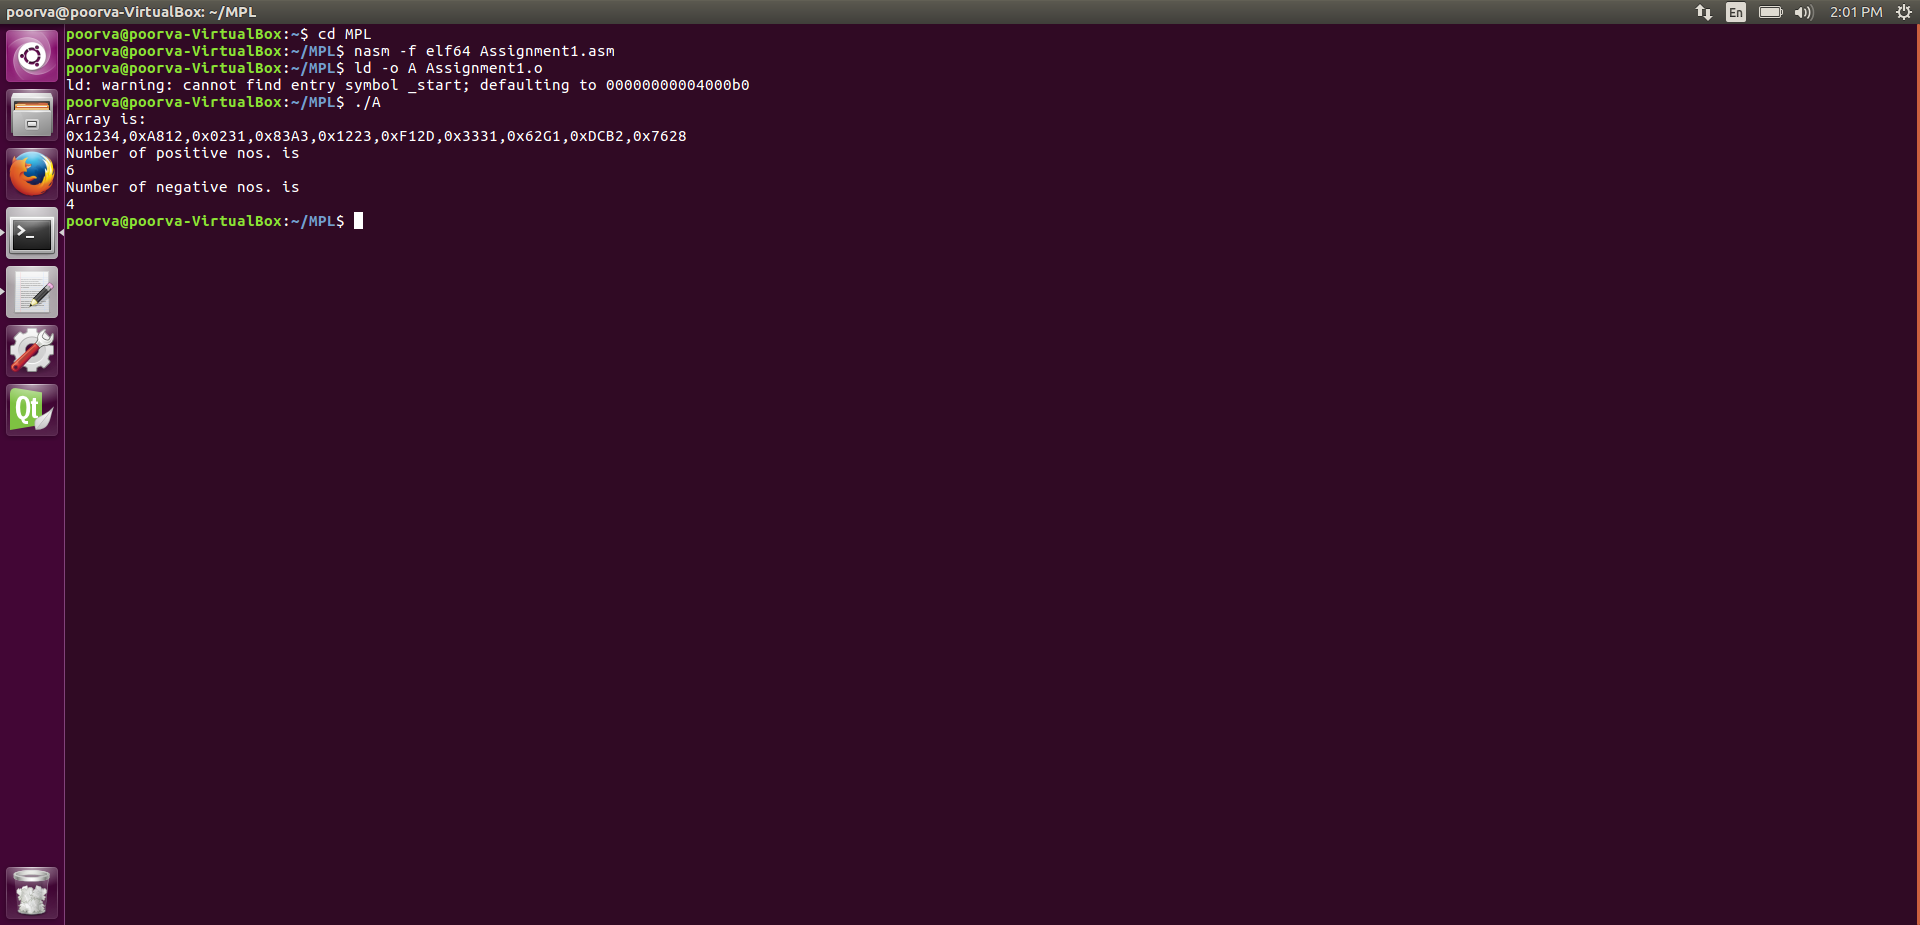 poorva@poorva-VirtualBox: ~/MPL
En
2:01 PM
poorva@poorva-VirtualBox:~$ cd MPL
poorva@poorva-VirtualBox:~/MPL$ nasm -f elf64 Assignment1.asm
poorva@poorva-VirtualBox:~/MPL$ ld -o A Assignment1.o
ld: warning: cannot find entry symbol _start; defaulting to 00000000004000b0
poorva@poorva-VirtualBox:~/MPL$ ./A
Array is:
0x1234,0xA812,0x0231,0x83A3,0x1223,0xF12D,0x3331,0x62G1,0xDCB2,0x7628
Number of positive nos. is
6
Number of negative nos. is
4
poorva@poorva-VirtualBox:~/MPL$
Qt